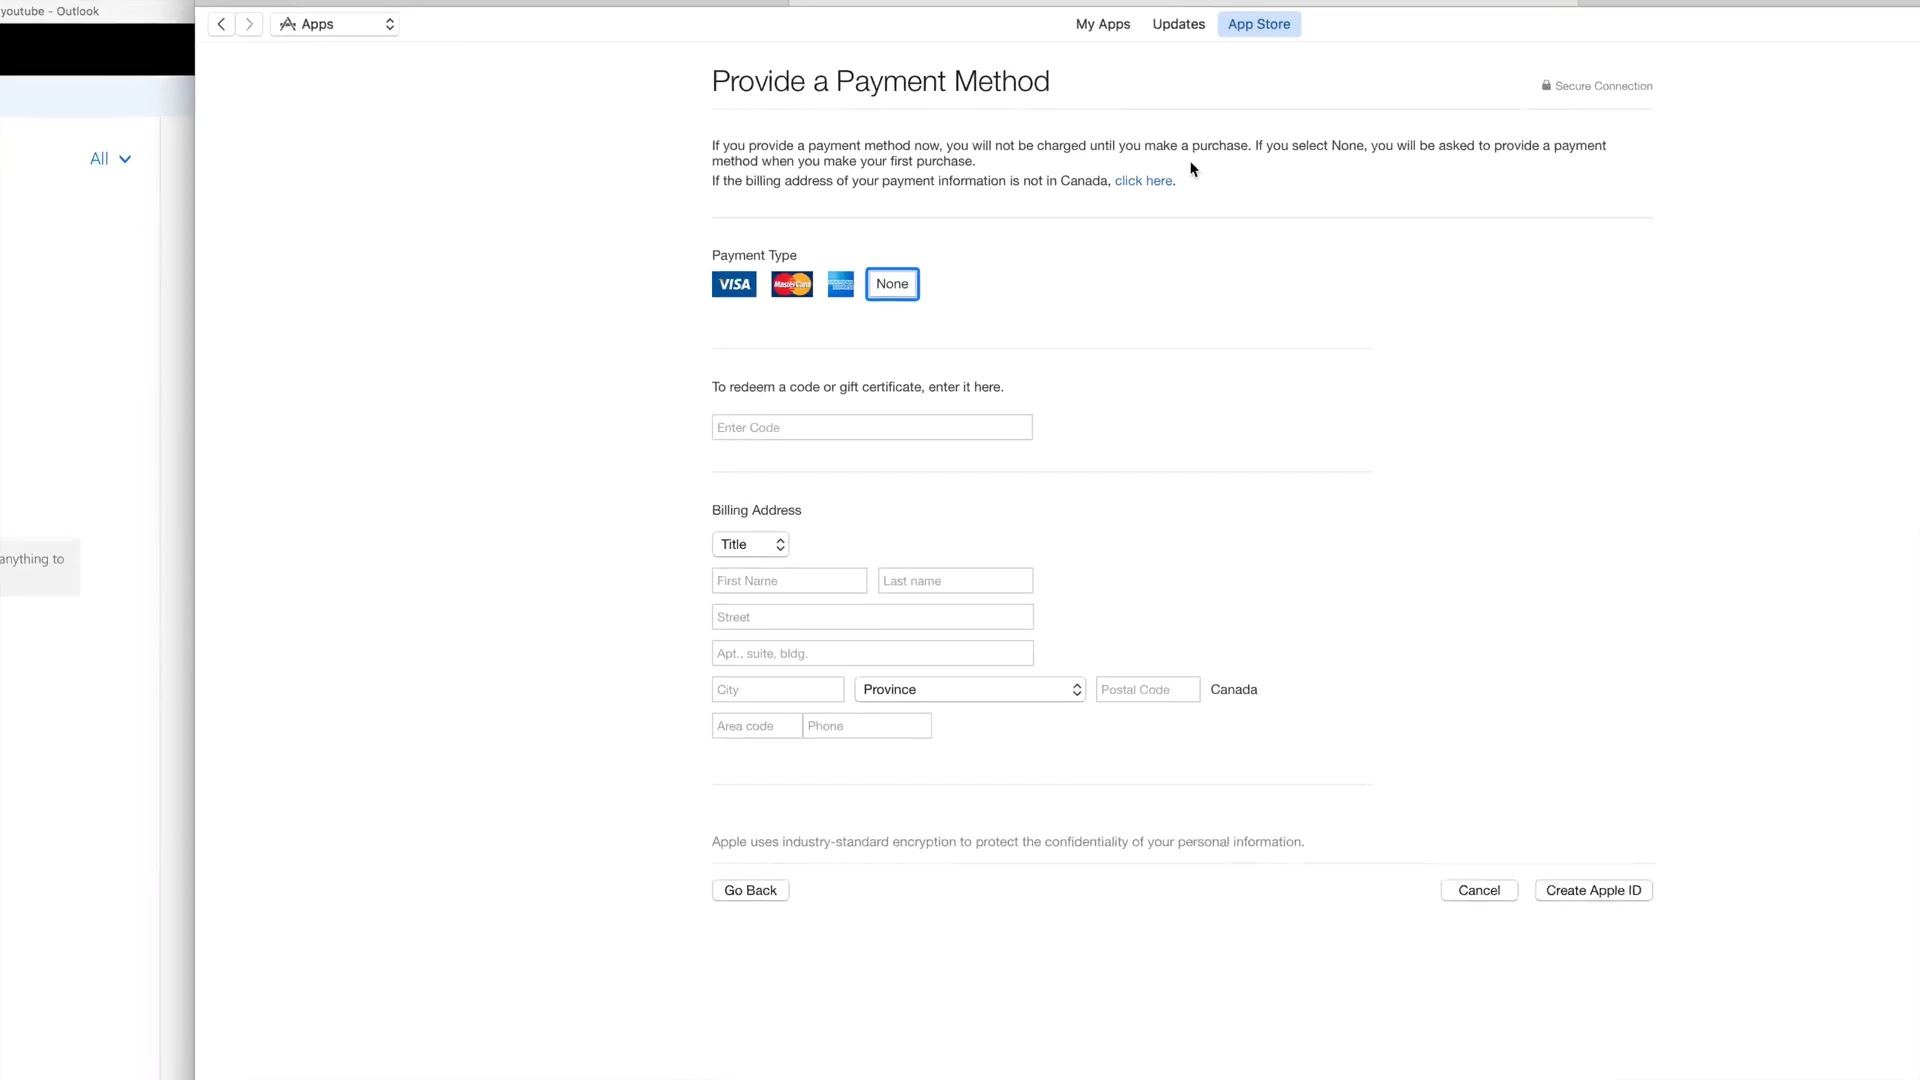 youtube - Outlook
Apps
My Apps
Updates
App Store
All
anything to
Provide a Payment Method
Secure Connection
If you provide a payment method now, you will not be charged until you make a purchase. If you select None, you will be asked to provide a payment
method when you make your first purchase.
If the billing address of your payment information is not in Canada, click here.
Payment Type
VISA
MasterCard
AMERICAN EXPRESS
None
To redeem a code or gift certificate, enter it here.
Enter Code
Billing Address
Title
First Name
Last name
Street
Apt., suite, bldg.
City
Province
Postal Code
Canada
Area code
Phone
Apple uses industry-standard encryption to protect the confidentiality of your personal information.
Go Back
Cancel
Create Apple ID